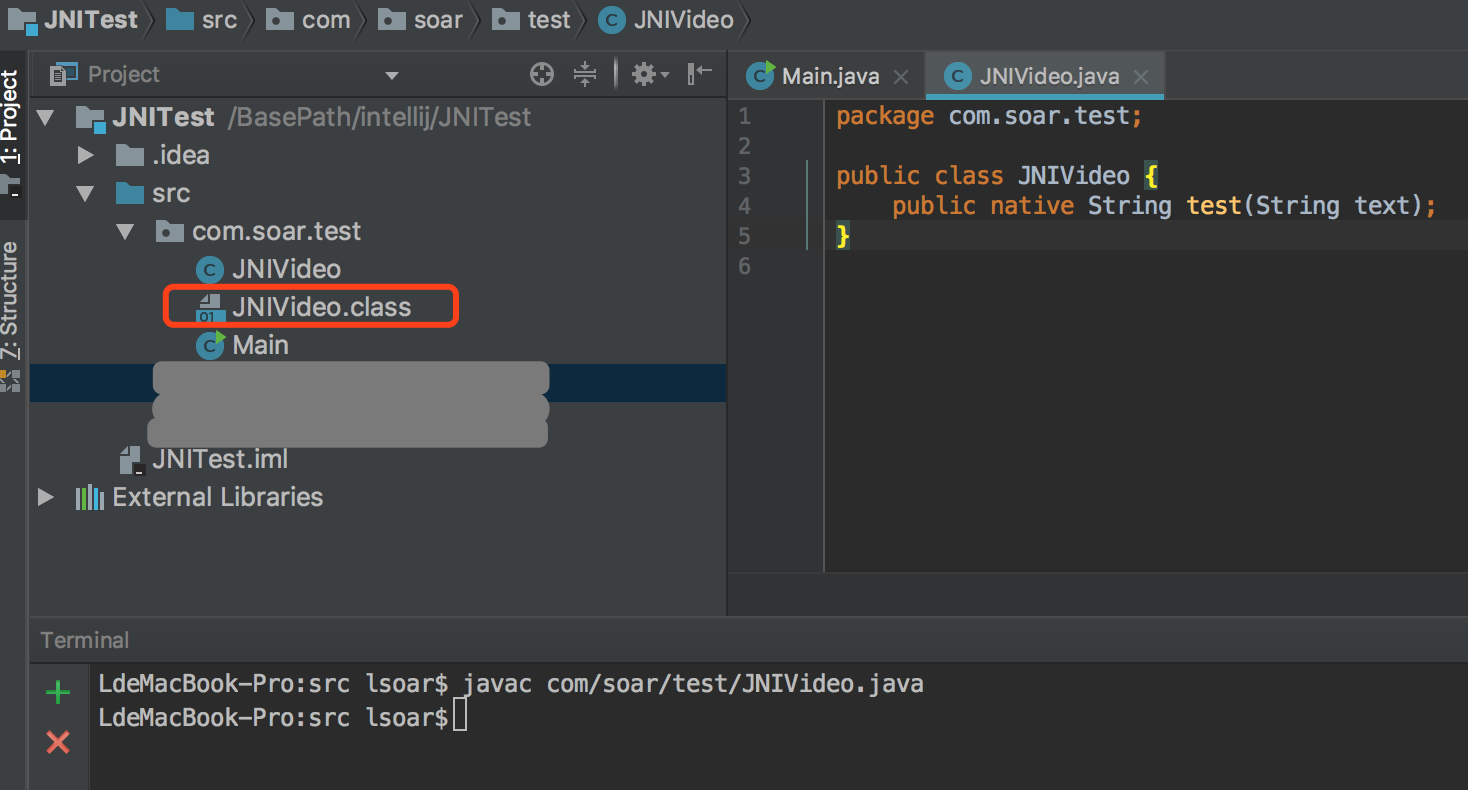 JNITest src com soar test JNIVideo
1: Project
7: Structure
Project
JNITest /BasePath/intellij/JNITest
.idea
src
com.soar.test
JNIVideo
JNIVideo.class
Main
JNITest.iml
External Libraries
Main.java JNIVideo.java
1 package com.soar.test;
2
3 public class JNIVideo {
4 public native String test(String text);
5 }
6
Terminal
LdeMacBook-Pro:src lsoar$ javac com/soar/test/JNIVideo.java
LdeMacBook-Pro:src lsoar$